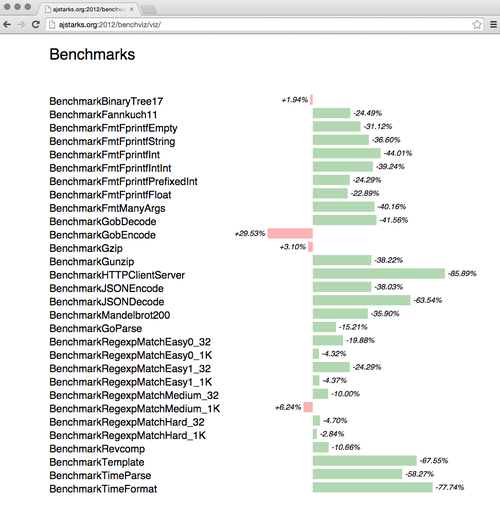 ajstarks.org:2012/benchviz
ajstarks.org:2012/benchviz/viz/
Benchmarks
BenchmarkBinaryTree17 +1.94%
BenchmarkFannkuch11 -24.49%
BenchmarkFmtFprintfEmpty -31.12%
BenchmarkFmtFprintfString -36.60%
BenchmarkFmtFprintfInt -44.01%
BenchmarkFmtFprintfIntInt -39.24%
BenchmarkFmtFprintfPrefixedInt -24.29%
BenchmarkFmtFprintfFloat -22.89%
BenchmarkFmtManyArgs -40.16%
BenchmarkGobDecode -41.56%
BenchmarkGobEncode +29.53%
BenchmarkGzip +3.10%
BenchmarkGunzip -38.22%
BenchmarkHTTPClientServer -85.89%
BenchmarkJSONEncode -38.03%
BenchmarkJSONDecode -63.54%
BenchmarkMandelbrot200 -35.90%
BenchmarkGoParse -15.21%
BenchmarkRegexpMatchEasy0_32 -19.88%
BenchmarkRegexpMatchEasy0_1K -4.32%
BenchmarkRegexpMatchEasy1_32 -24.29%
BenchmarkRegexpMatchEasy1_1K -4.37%
BenchmarkRegexpMatchMedium_32 -10.00%
BenchmarkRegexpMatchMedium_1K +6.24%
BenchmarkRegexpMatchHard_32 -4.70%
BenchmarkRegexpMatchHard_1K -2.84%
BenchmarkRevcomp -10.66%
BenchmarkTemplate -67.55%
BenchmarkTimeParse -58.27%
BenchmarkTimeFormat -77.74%